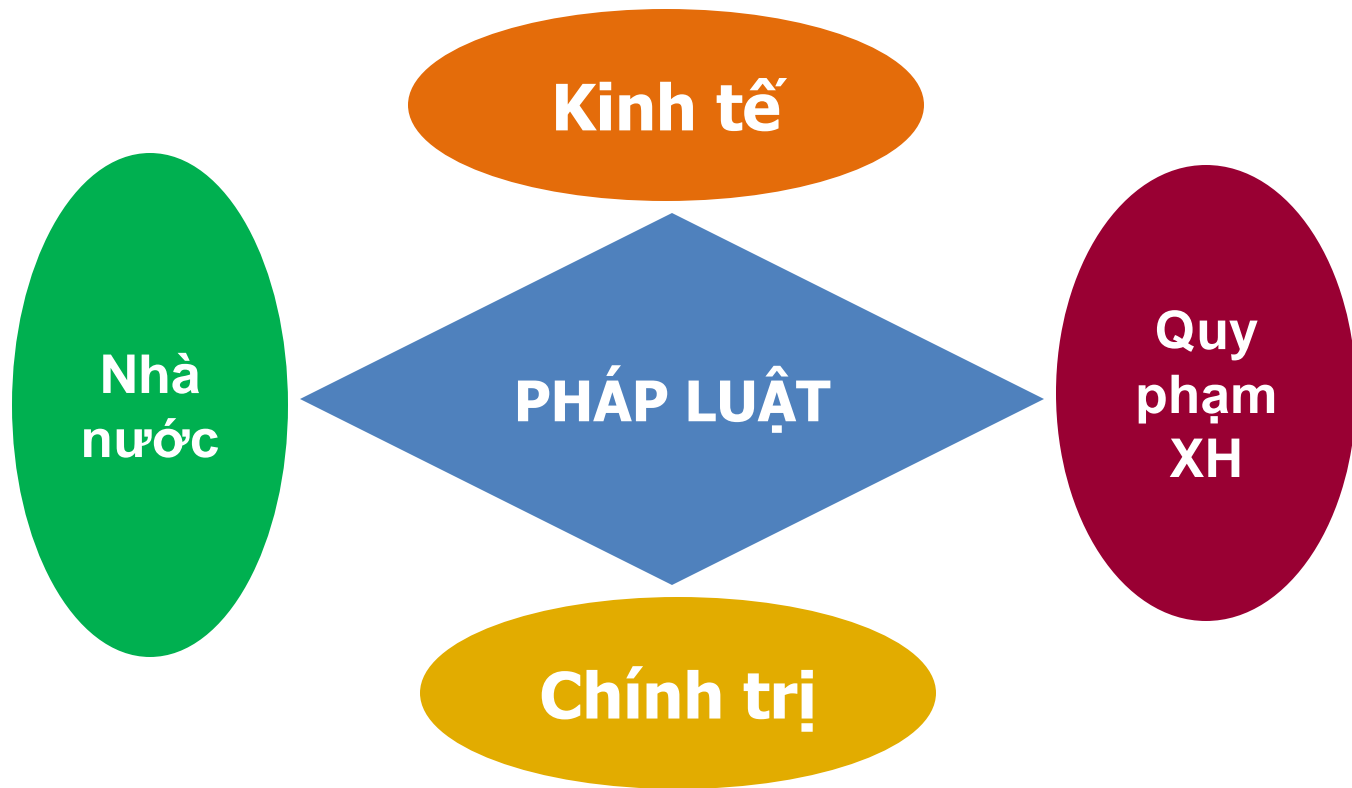 Kinh tế
Nhà
nước
PHÁP LUẬT
Quy
phạm
XH
Chính trị